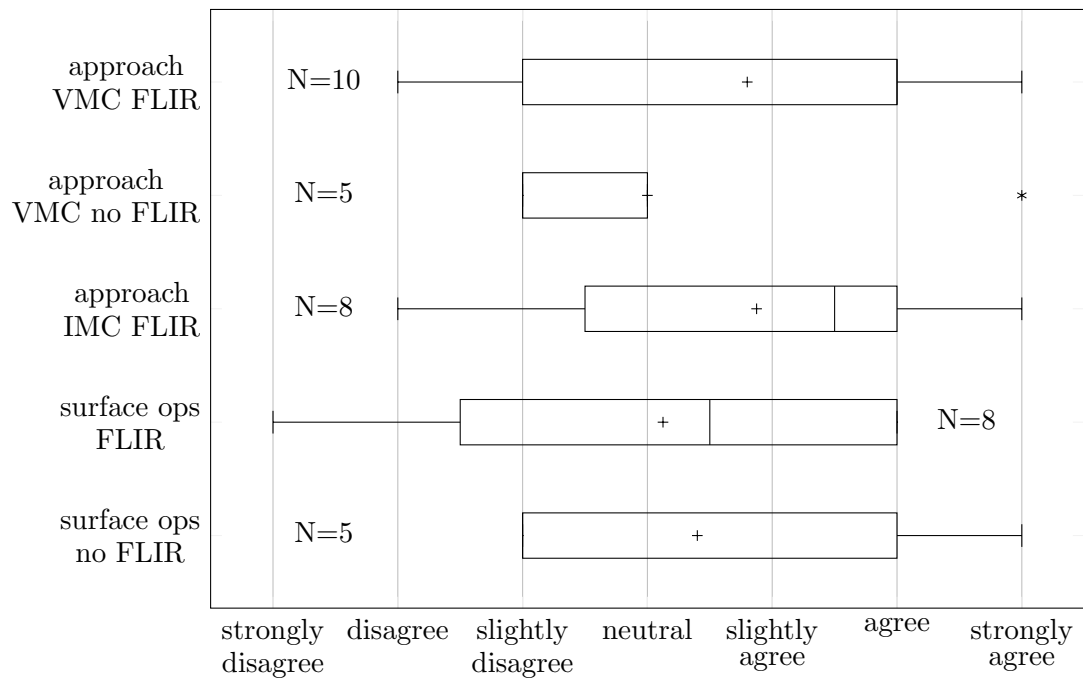 approach
VMC FLIR
N=10
approach
VMC no FLIR
N=5
approach
IMC FLIR
N=8
surface ops
FLIR
N=8
surface ops
no FLIR
N=5
strongly
disagree
disagree
slightly
disagree
neutral
slightly
agree
agree
strongly
agree